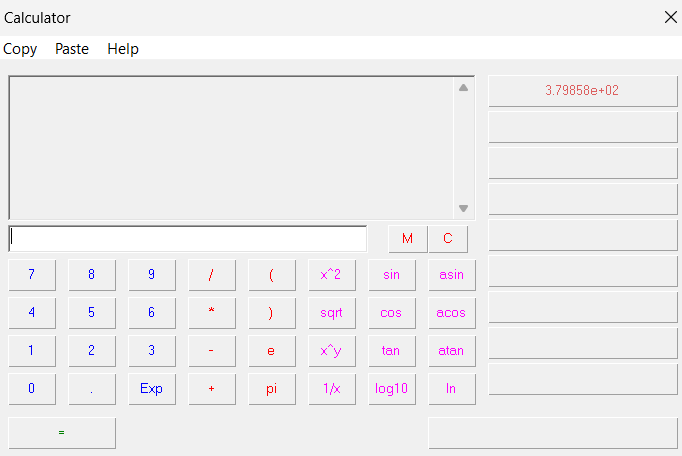 Calculator
Copy Paste Help
3.79858e+02
M C
7 8 9 / ( x^2 sin asin
4 5 6 * ) sqrt cos acos
1 2 3 - e x^y tan atan
0 . Exp + pi 1/x log10 ln
=